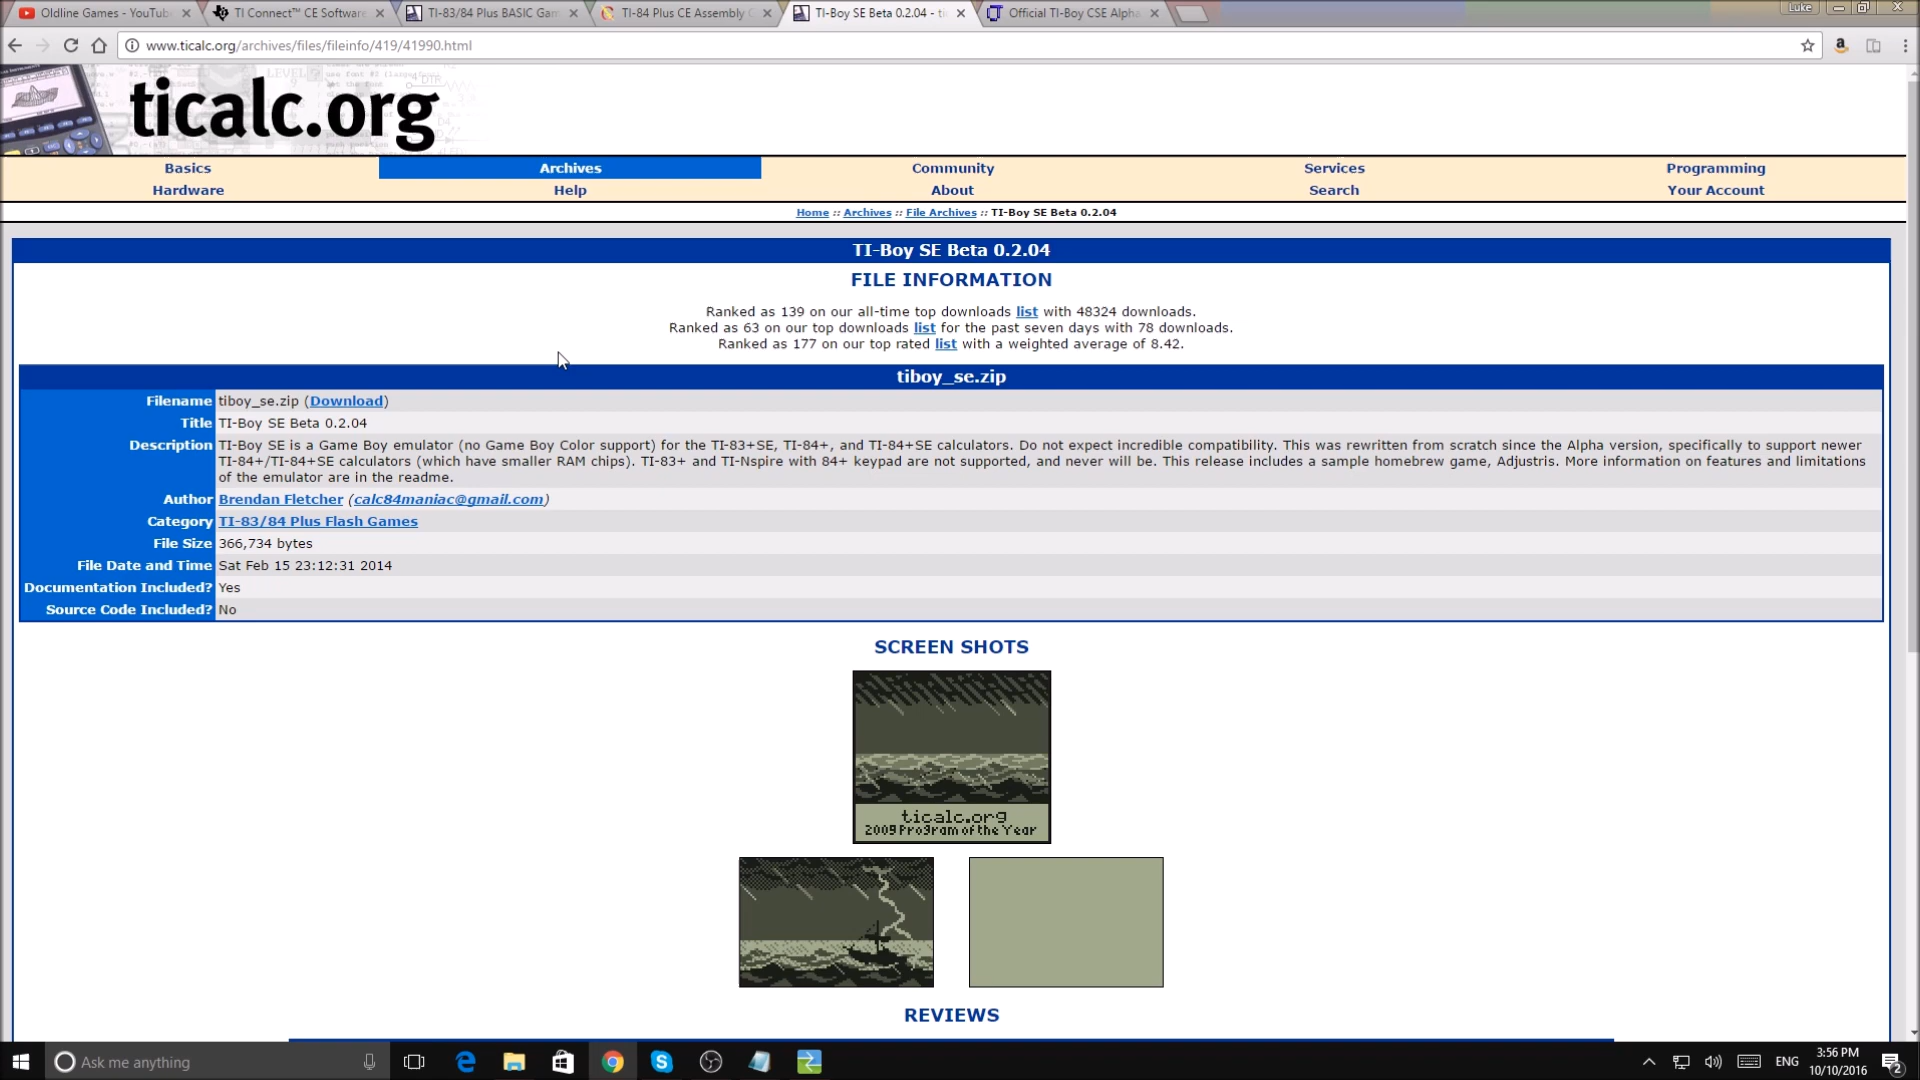 Oldline Games - YouTub
TI Connect™ CE Software
TI-83/84 Plus BASIC Gam
TI-84 Plus CE Assembly
TI-Boy SE Beta 0.2.04 - ti
Official TI-Boy CSE Alpha
Luke
www.ticalc.org/archives/files/fileinfo/419/41990.html
ticalc.org
Basics Archives Community Services Programming
Hardware Help About Search Your Account
Home :: Archives :: File Archives :: TI-Boy SE Beta 0.2.04
TI-Boy SE Beta 0.2.04
FILE INFORMATION
Ranked as 139 on our all-time top downloads list with 48324 downloads.
Ranked as 63 on our top downloads list for the past seven days with 78 downloads.
Ranked as 177 on our top rated list with a weighted average of 8.42.
tiboy_se.zip
Filename tiboy_se.zip (Download)
Title TI-Boy SE Beta 0.2.04
Description TI-Boy SE is a Game Boy emulator (no Game Boy Color support) for the TI-83+SE, TI-84+, and TI-84+SE calculators. Do not expect incredible compatibility. This was rewritten from scratch since the Alpha version, specifically to support newer
TI-84+/TI-84+SE calculators (which have smaller RAM chips). TI-83+ and TI-Nspire with 84+ keypad are not supported, and never will be. This release includes a sample homebrew game, Adjustris. More information on features and limitations
of the emulator are in the readme.
Author Brendan Fletcher (calc84maniac@gmail.com)
Category TI-83/84 Plus Flash Games
File Size 366,734 bytes
File Date and Time Sat Feb 15 23:12:31 2014
Documentation Included? Yes
Source Code Included? No
SCREEN SHOTS
ticalc.org
2009 Program of the Year
REVIEWS
Ask me anything
ENG
3:56 PM
10/10/2016
2